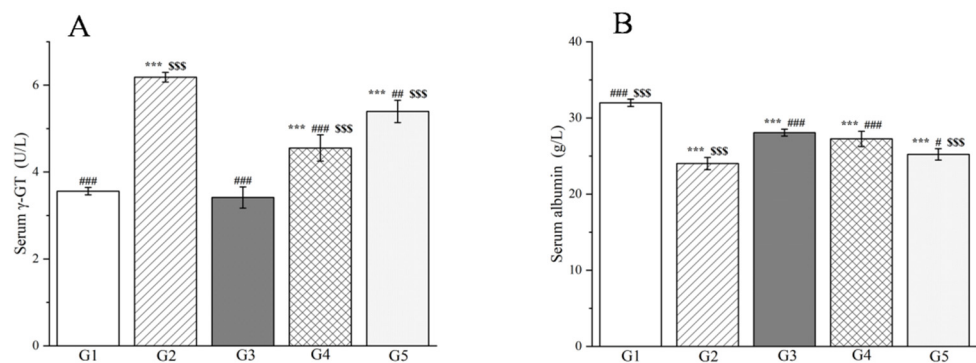 A
Serum γ-GT (U/L)
6
4
2
0
###
*** $$$
###
*** ### $$$
*** ## $$$
G1 G2 G3 G4 G5
B
Serum albumin (g/L)
40
30
20
10
0
### $$$
*** $$$
*** ###
*** ###
*** # $$$
G1 G2 G3 G4 G5